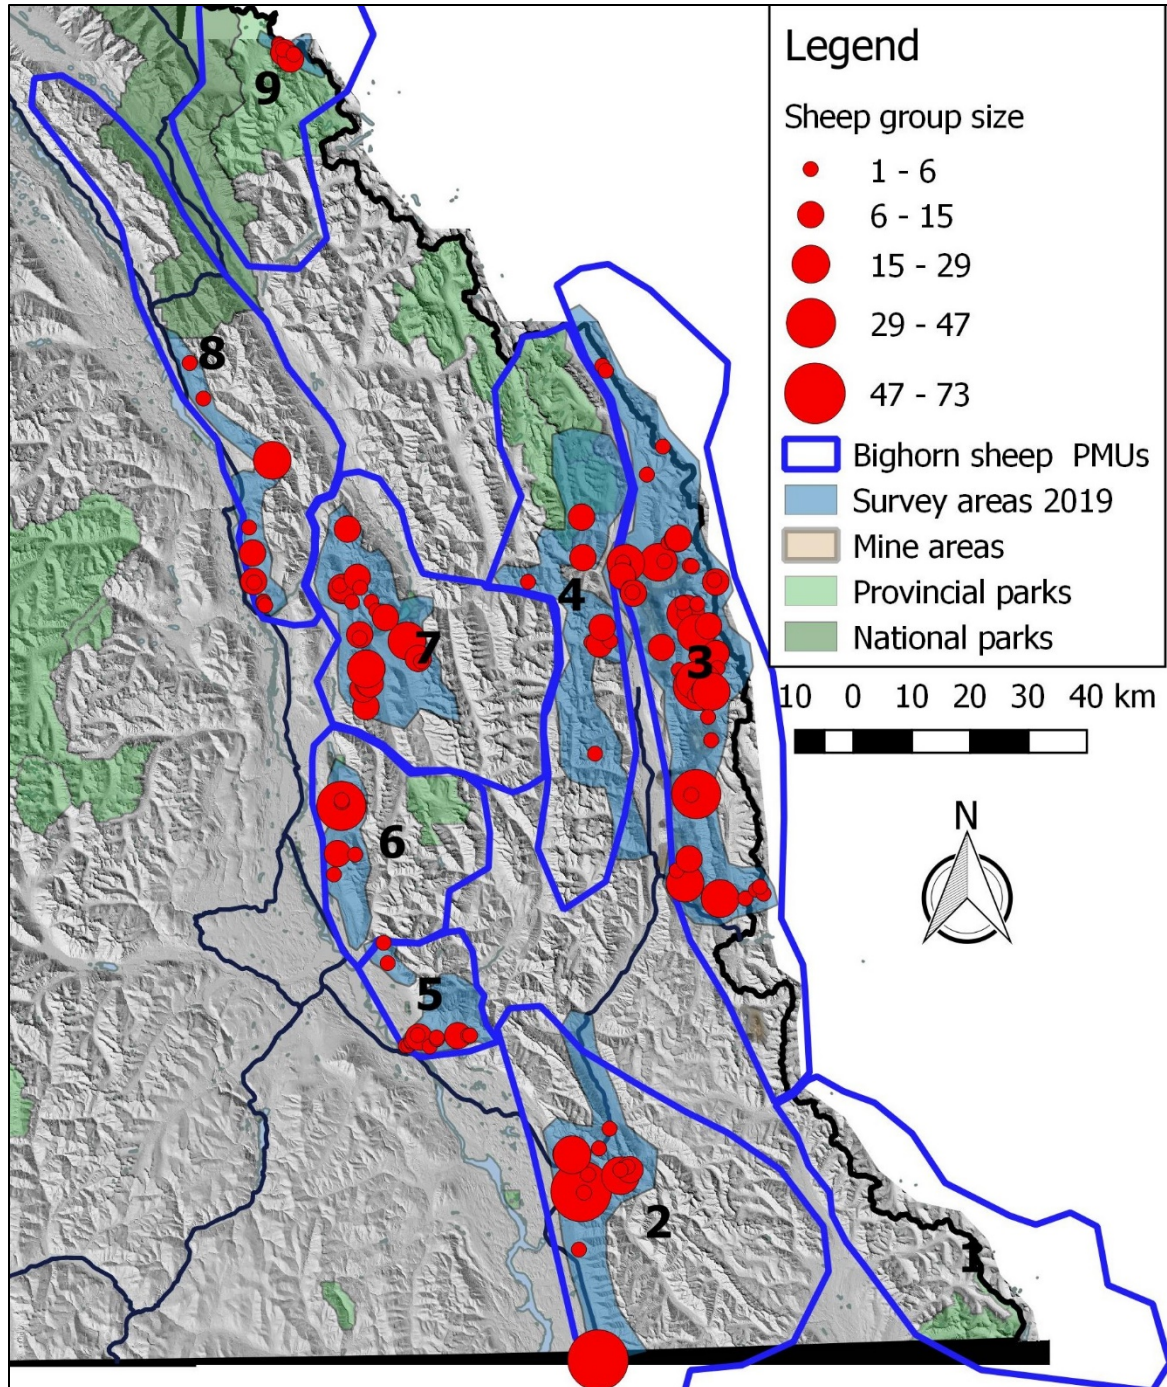 Legend
Sheep group size
1 - 6
6 - 15
15 - 29
29 - 47
47 - 73
Bighorn sheep PMUs
Survey areas 2019
Mine areas
Provincial parks
National parks
10 0 10 20 30 40 km
N
9
8
4
7
3
6
5
2
1